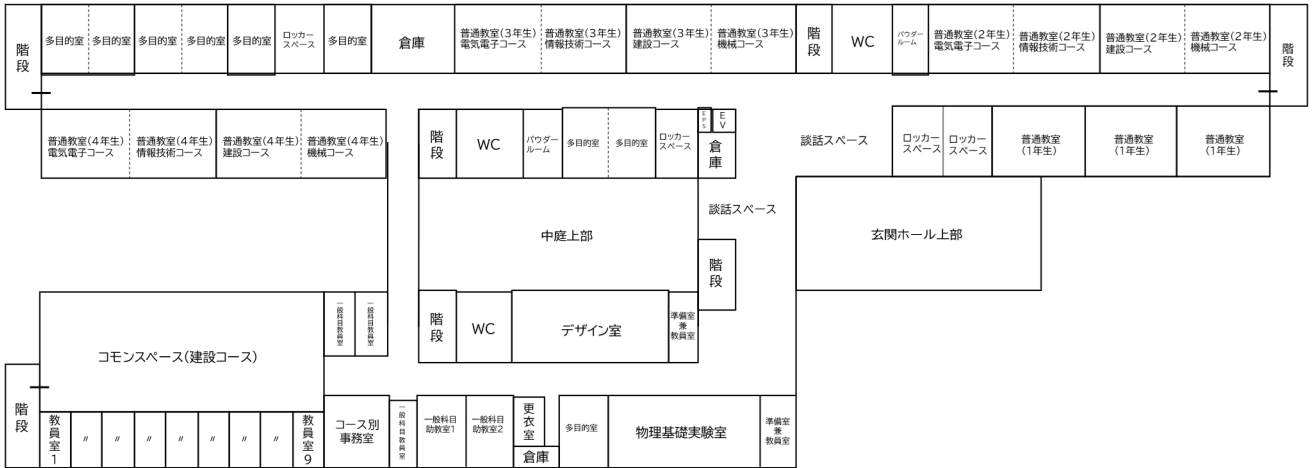 階段
多目的室
多目的室
多目的室
多目的室
多目的室
ロッカー
スペース
多目的室
倉庫
普通教室(3年生)
電気電子コース
普通教室(3年生)
情報技術コース
普通教室(3年生)
建設コース
普通教室(3年生)
機械コース
階段
WC
パウダー
ルーム
普通教室(2年生)
電気電子コース
普通教室(2年生)
情報技術コース
普通教室(2年生)
建設コース
普通教室(2年生)
機械コース
階段
普通教室(4年生)
電気電子コース
普通教室(4年生)
情報技術コース
普通教室(4年生)
建設コース
普通教室(4年生)
機械コース
階段
WC
パウダー
ルーム
多目的室
多目的室
ロッカー
スペース
EPS
EV
倉庫
談話スペース
ロッカー
スペース
ロッカー
スペース
普通教室
(1年生)
普通教室
(1年生)
普通教室
(1年生)
談話スペース
中庭上部
玄関ホール上部
階段
コモンスペース(建設コース)
一般科目教員室
一般科目教員室
階段
WC
デザイン室
準備室
兼
教員室
階段
教員室1
〃
〃
〃
〃
〃
〃
〃
教員室9
コース別
事務室
一般科目教員室
一般科目
助教室1
一般科目
助教室2
更衣室
倉庫
多目的室
物理基礎実験室
準備室
兼
教員室